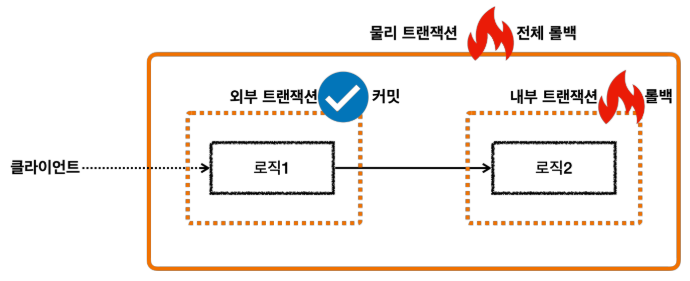 물리 트랜잭션 전체 롤백
외부 트랜잭션 커밋
내부 트랜잭션 롤백
클라이언트
로직1
로직2